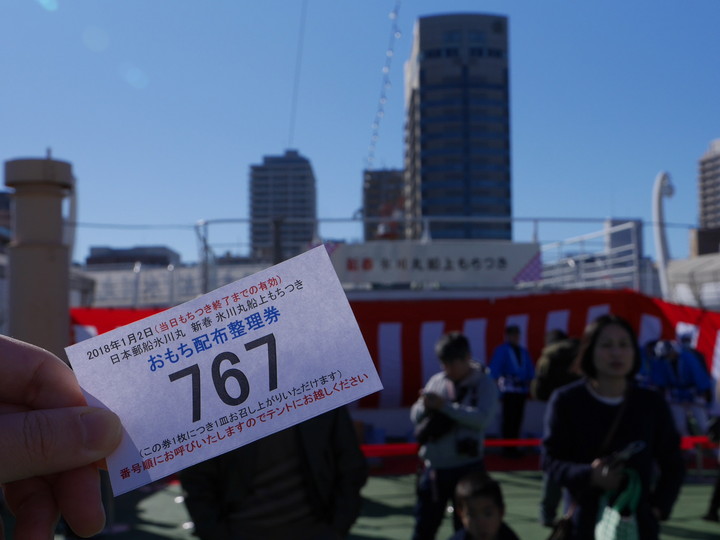 新春 氷川丸船上もちつき
2018年1月2日(当日もちつき終了までの有効)
日本郵船氷川丸 新春 氷川丸船上もちつき
おもち配布整理券
767
(この券1枚につき1皿お召し上がりいただけます)
番号順にお呼びいたしますのでテントにお越しください